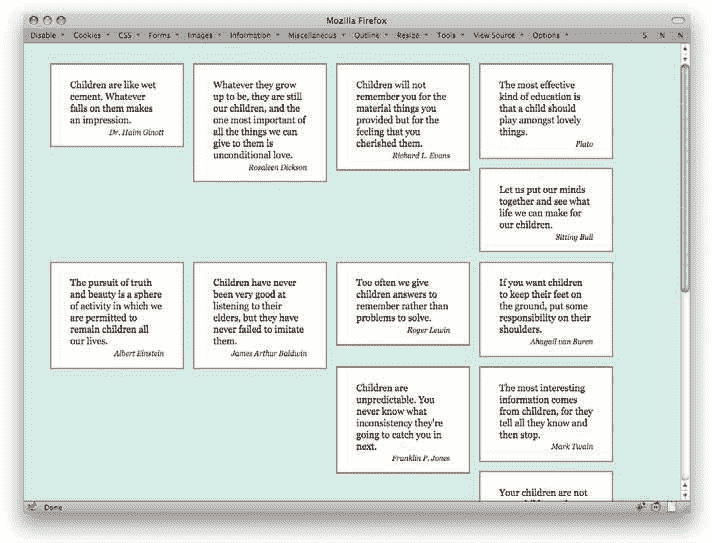 Mozilla Firefox
Disable Cookies CSS Forms Images Information Miscellaneous Outline Resize Tools View Source Options S N N
Children are like wet
cement. Whatever
falls on them makes
an impression.
Dr. Haim Ginott
Whatever they grow
up to be, they are still
our children, and the
one most important of
all the things we can
give to them is
unconditional love.
Rosaleen Dickson
Children will not
remember you for the
material things you
provided but for the
feeling that you
cherished them.
Richard L. Evans
The most effective
kind of education is
that a child should
play amongst lovely
things.
Plato
Let us put our minds
together and see what
life we can make for
our children.
Sitting Bull
The pursuit of truth
and beauty is a sphere
of activity in which we
are permitted to
remain children all
our lives.
Albert Einstein
Children have never
been very good at
listening to their
elders, but they have
never failed to imitate
them.
James Arthur Baldwin
Too often we give
children answers to
remember rather than
problems to solve.
Roger Lewin
If you want children
to keep their feet on
the ground, put some
responsibility on their
shoulders.
Abagail van Buren
Children are
unpredictable. You
never know what
inconsistency they're
going to catch you in
next.
Franklin P. Jones
The most interesting
information comes
from children, for they
tell all they know and
then stop.
Mark Twain
Your children are not
Done